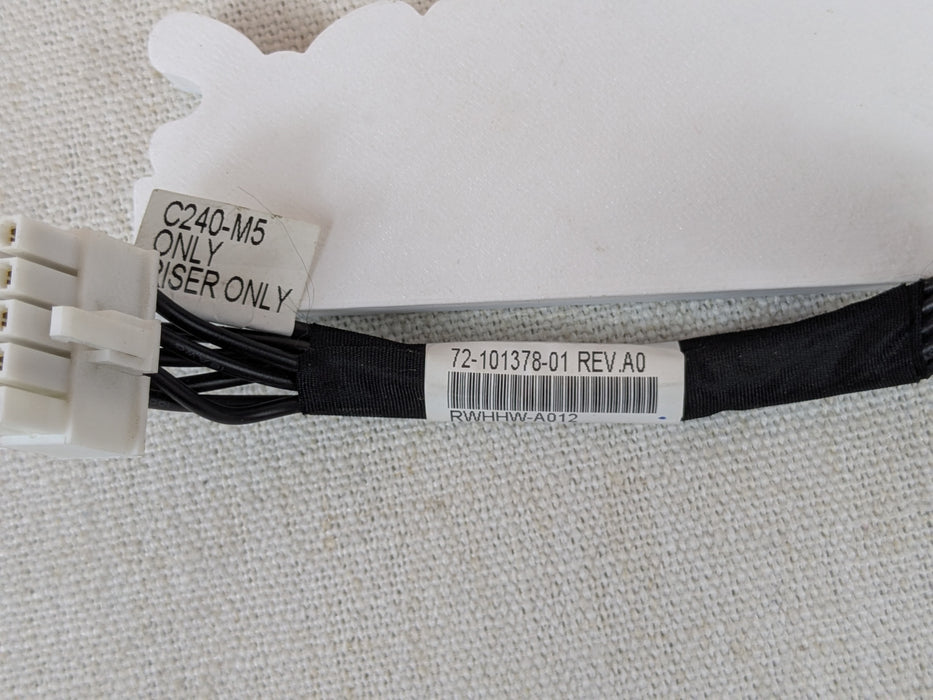 C240-M5
ONLY
RISER ONLY
72-101378-01 REV.A0
RWHHW-A012